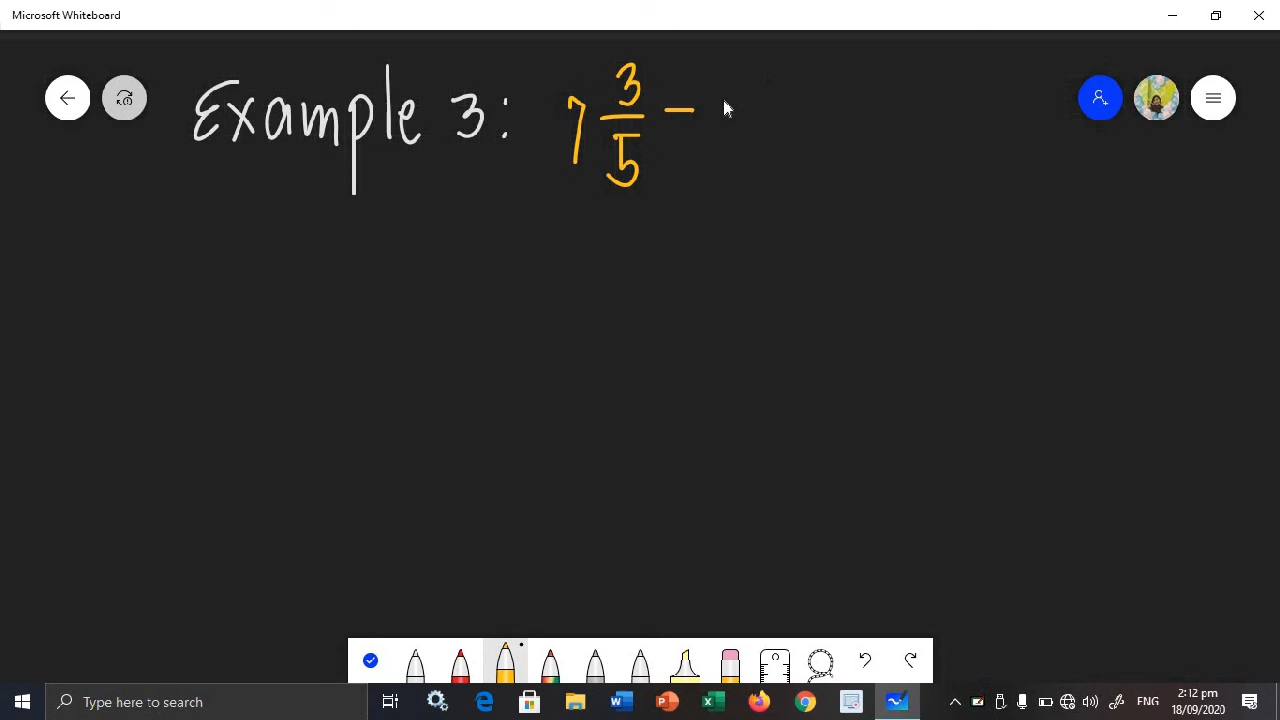 Microsoft Whiteboard
Example 3: 7 3/5 −
Type here to search
ENG
2:12 pm
18/09/2020